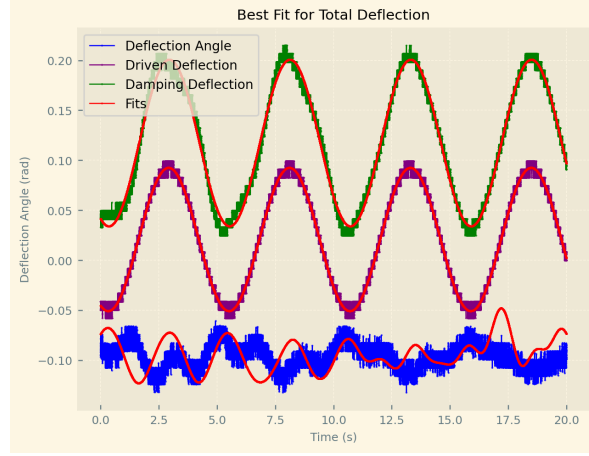 Best Fit for Total Deflection
Deflection Angle
Driven Deflection
Damping Deflection
Fits
Deflection Angle (rad)
0.20
0.15
0.10
0.05
0.00
−0.05
−0.10
0.0 2.5 5.0 7.5 10.0 12.5 15.0 17.5 20.0
Time (s)